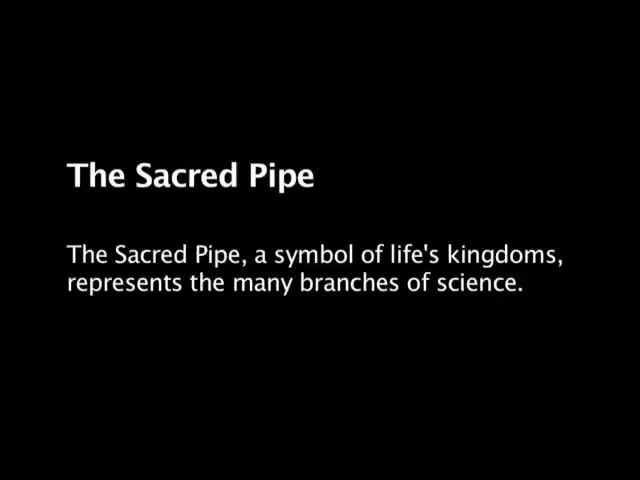 The Sacred Pipe
The Sacred Pipe, a symbol of life's kingdoms,
represents the many branches of science.